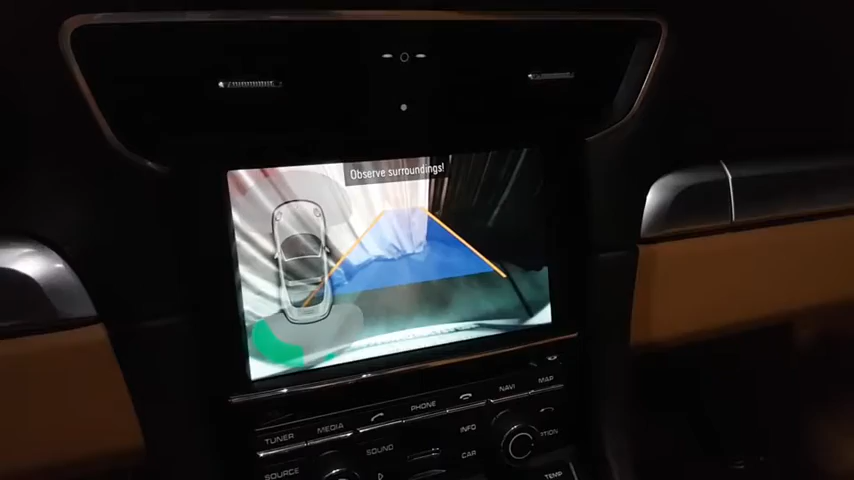 Observe surroundings!
TUNER MEDIA PHONE NAVI MAP
SOURCE SOUND INFO
CAR
TEMP